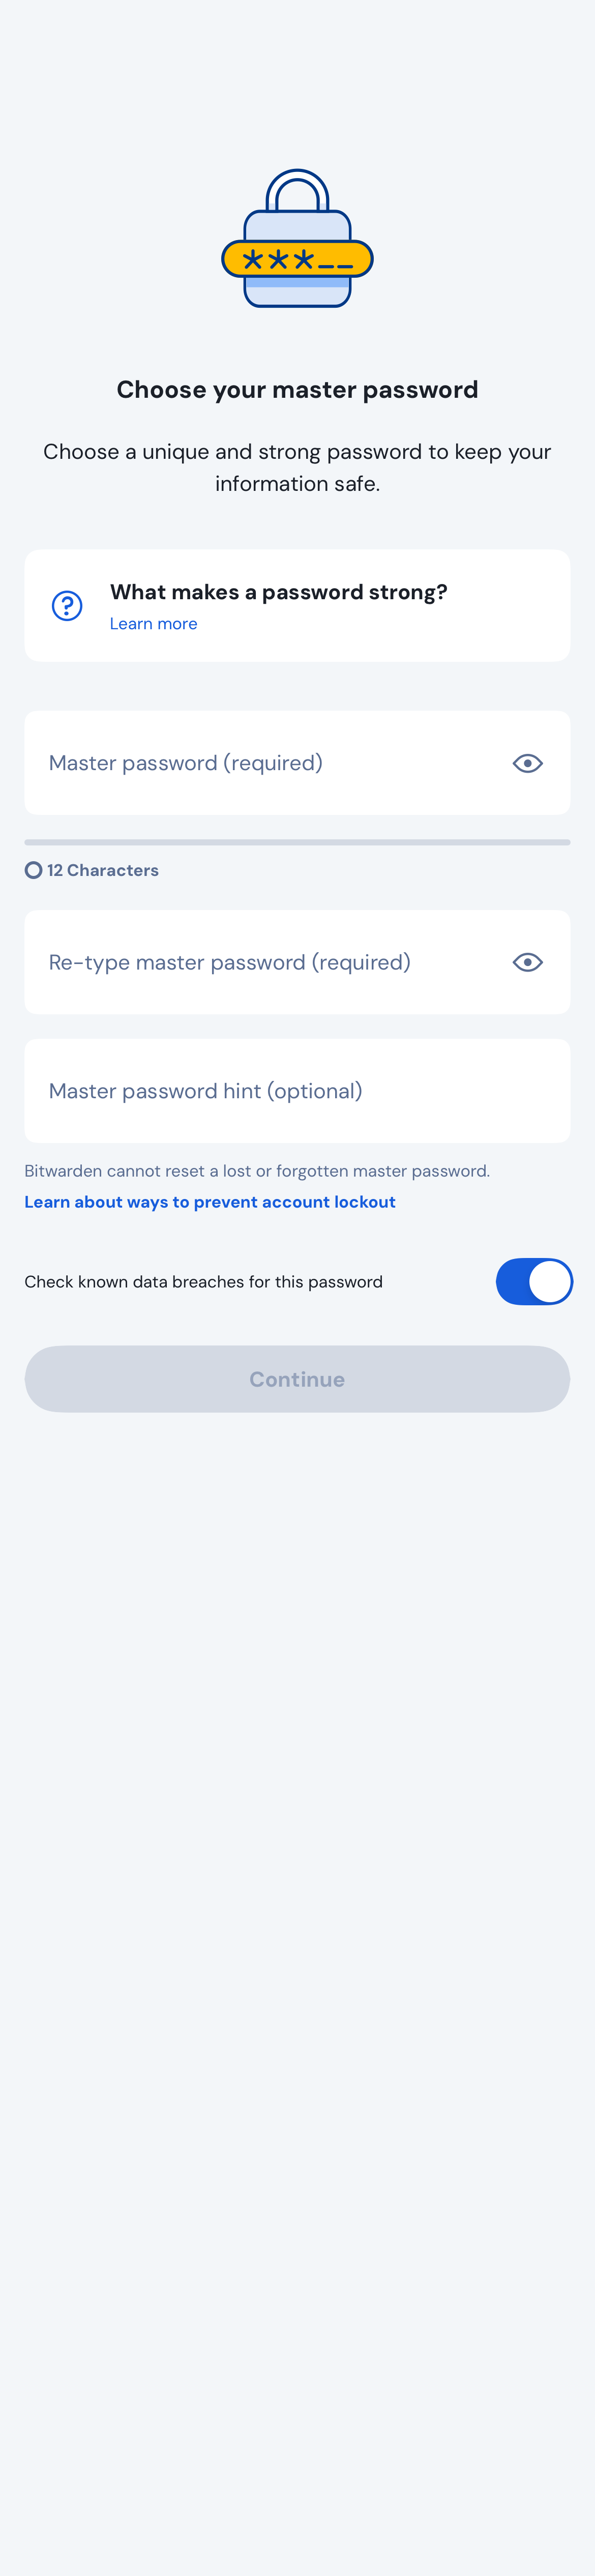 ***__
Choose your master password
Choose a unique and strong password to keep your
information safe.
What makes a password strong?
Learn more
Master password (required)
12 Characters
Re-type master password (required)
Master password hint (optional)
Bitwarden cannot reset a lost or forgotten master password.
Learn about ways to prevent account lockout
Check known data breaches for this password
Continue